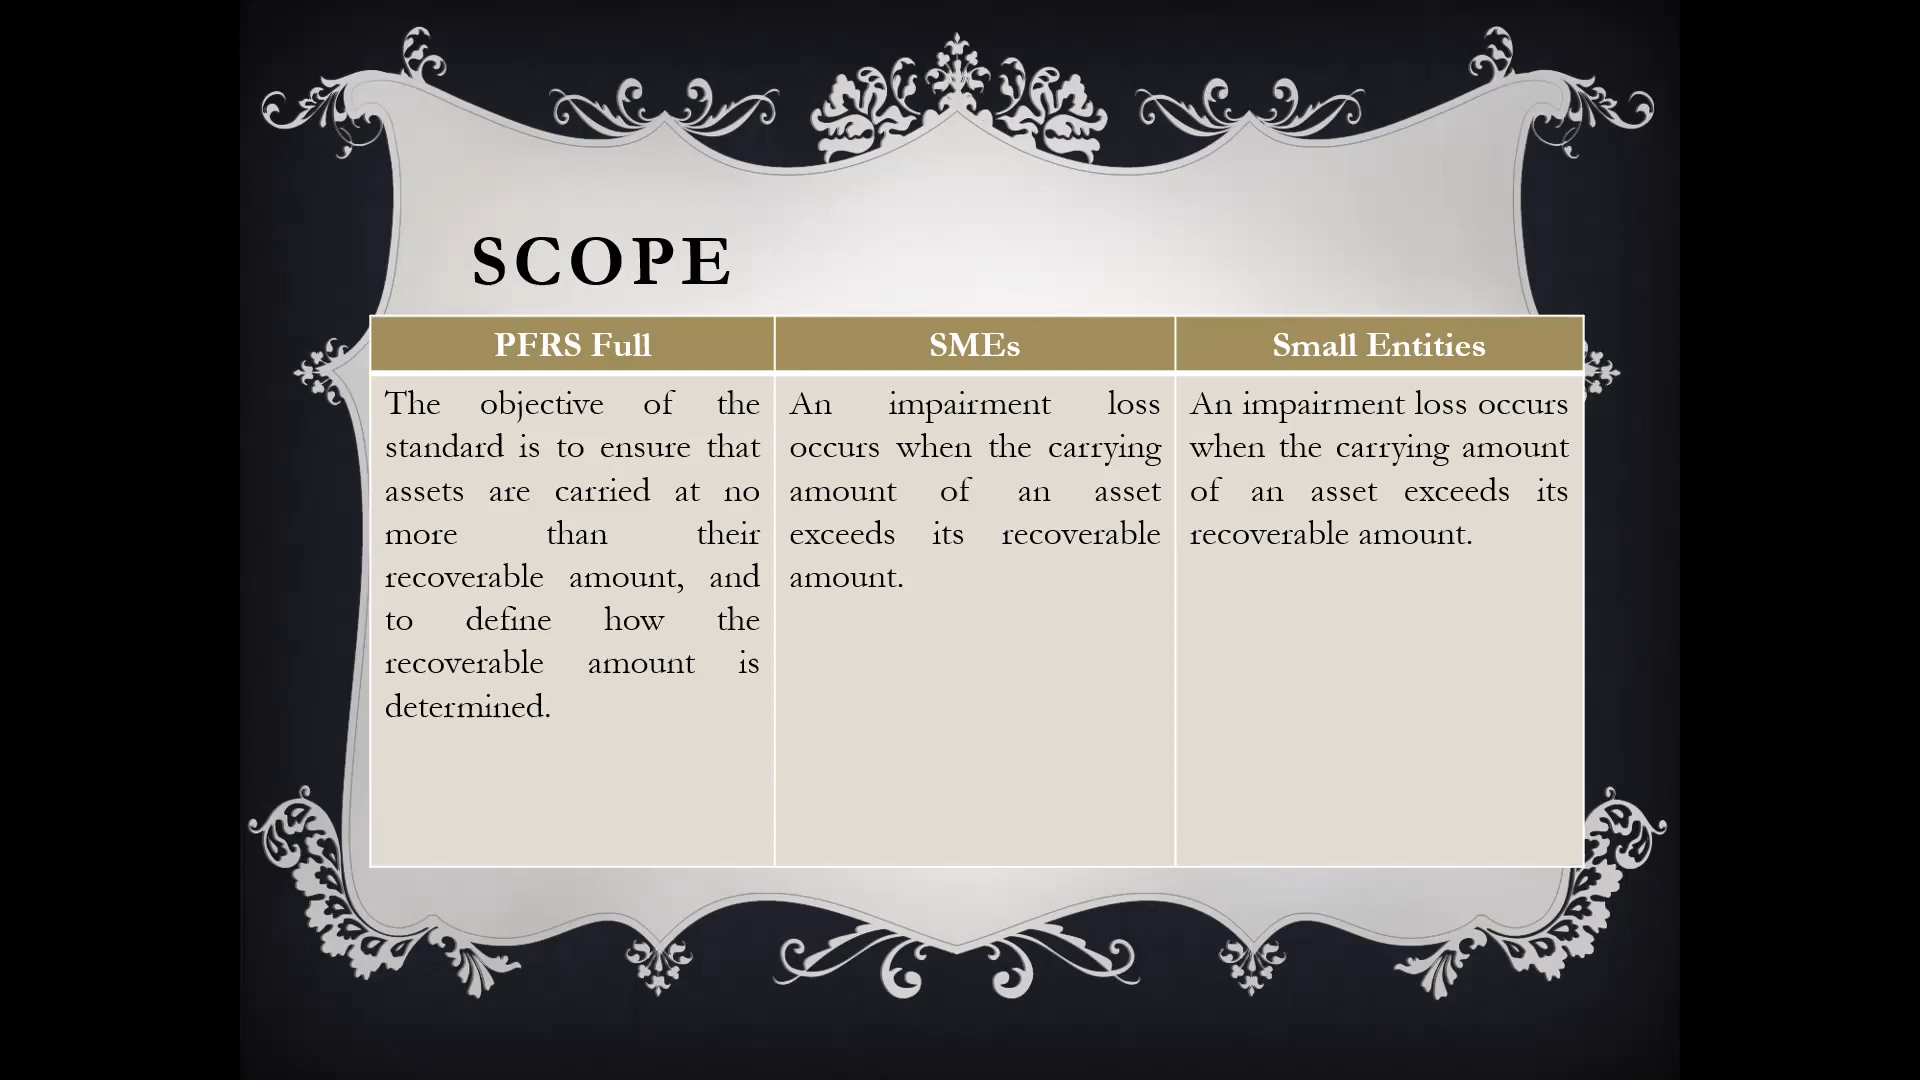 SCOPE
PFRS Full
The objective of the
standard is to ensure that
assets are carried at no
more than their
recoverable amount, and
to define how the
recoverable amount is
determined.
SMEs
An impairment loss
occurs when the carrying
amount of an asset
exceeds its recoverable
amount.
Small Entities
An impairment loss occurs
when the carrying amount
of an asset exceeds its
recoverable amount.